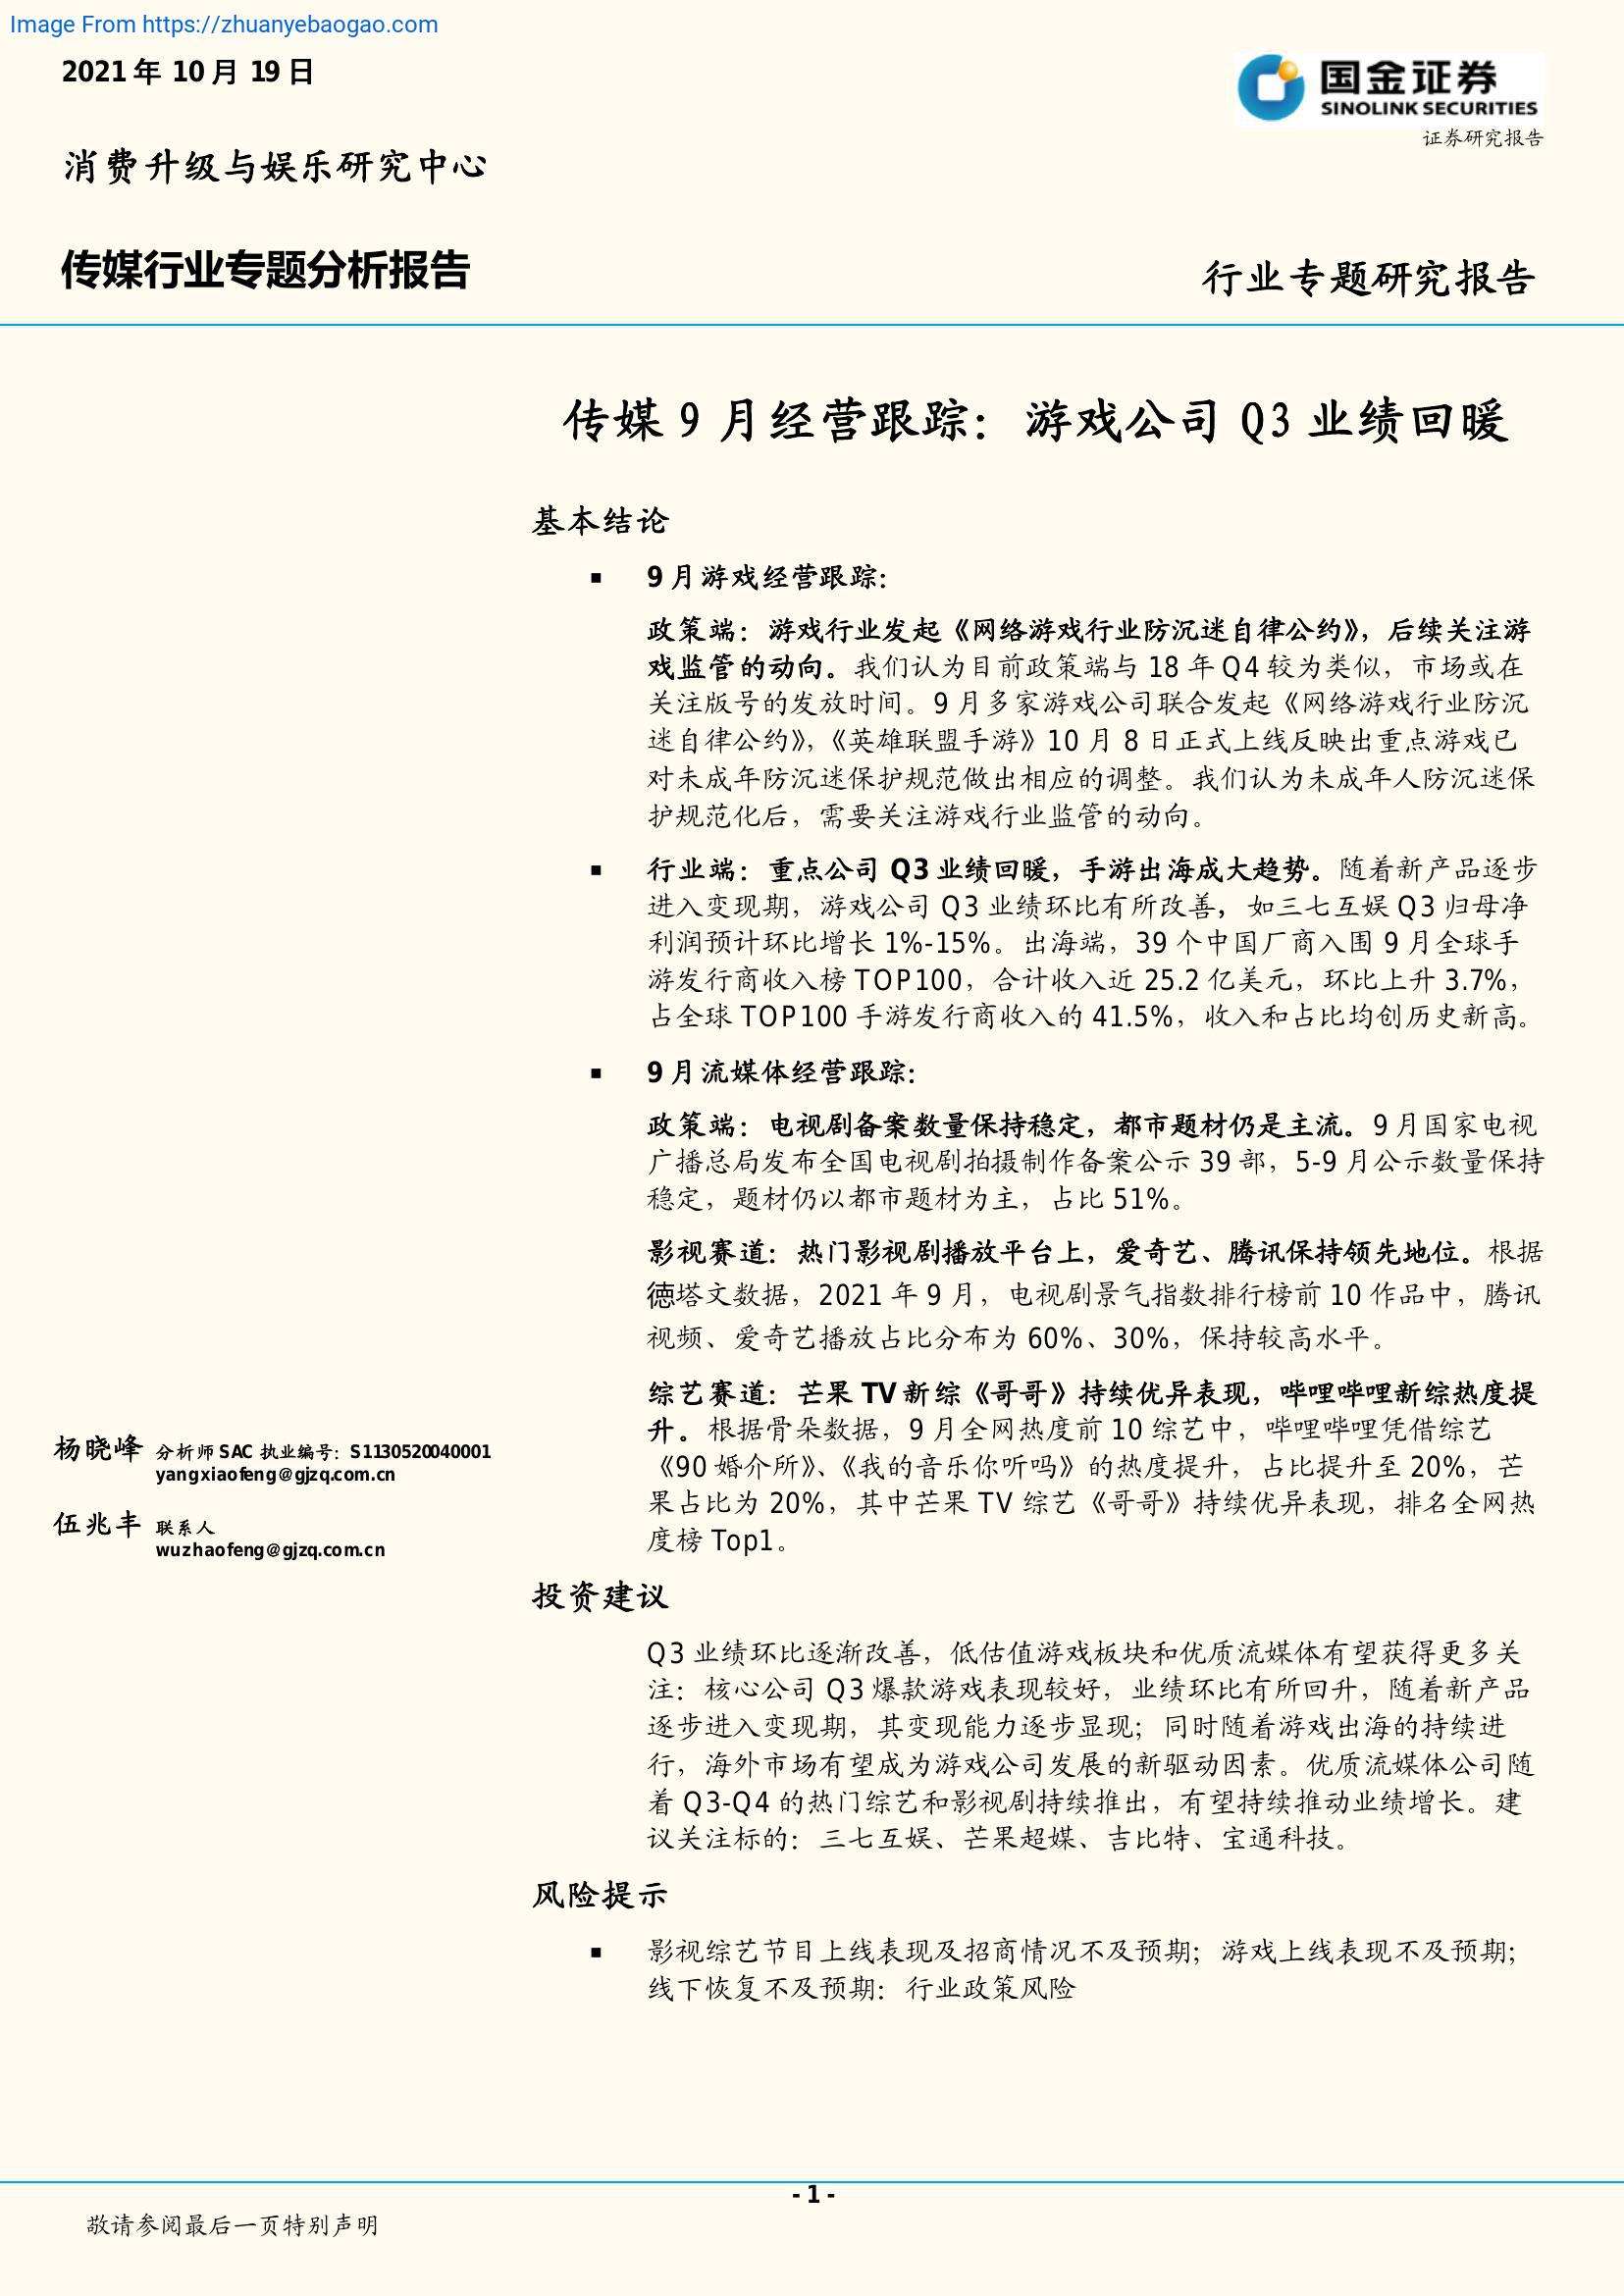 Image From https://zhuanyebaogao.com
2021 年 10 月 19 日
国金证券
SINOLINK SECURITIES
证券研究报告
消费升级与娱乐研究中心
传媒行业专题分析报告
行业专题研究报告
传媒 9 月经营跟踪：游戏公司 Q3 业绩回暖
基本结论
■ 9 月游戏经营跟踪：
政策端：游戏行业发起《网络游戏行业防沉迷自律公约》，后续关注游
戏监管的动向。我们认为目前政策端与 18 年 Q4 较为类似，市场或在
关注版号的发放时间。9 月多家游戏公司联合发起《网络游戏行业防沉
迷自律公约》，《英雄联盟手游》10 月 8 日正式上线反映出重点游戏已
对未成年防沉迷保护规范做出相应的调整。我们认为未成年人防沉迷保
护规范化后，需要关注游戏行业监管的动向。
■ 行业端：重点公司 Q3 业绩回暖，手游出海成大趋势。随着新产品逐步
进入变现期，游戏公司 Q3 业绩环比有所改善，如三七互娱 Q3 归母净
利润预计环比增长 1%-15%。出海端，39 个中国厂商入围 9 月全球手
游发行商收入榜 TOP100，合计收入近 25.2 亿美元，环比上升 3.7%，
占全球 TOP100 手游发行商收入的 41.5%，收入和占比均创历史新高。
■ 9 月流媒体经营跟踪：
政策端：电视剧备案数量保持稳定，都市题材仍是主流。9 月国家电视
广播总局发布全国电视剧拍摄制作备案公示 39 部，5-9 月公示数量保持
稳定，题材仍以都市题材为主，占比 51%。
影视赛道：热门影视剧播放平台上，爱奇艺、腾讯保持领先地位。根据
德塔文数据，2021 年 9 月，电视剧景气指数排行榜前 10 作品中，腾讯
视频、爱奇艺播放占比分布为 60%、30%，保持较高水平。
综艺赛道：芒果 TV 新综《哥哥》持续优异表现，哔哩哔哩新综热度提
升。根据骨朵数据，9 月全网热度前 10 综艺中，哔哩哔哩凭借综艺
《90 婚介所》、《我的音乐你听吗》的热度提升，占比提升至 20%，芒
果占比为 20%，其中芒果 TV 综艺《哥哥》持续优异表现，排名全网热
度榜 Top1。
杨晓峰 分析师 SAC 执业编号：S1130520040001
yangxiaofeng@gjzq.com.cn
伍兆丰 联系人
wuzhaofeng@gjzq.com.cn
投资建议
Q3 业绩环比逐渐改善，低估值游戏板块和优质流媒体有望获得更多关
注：核心公司 Q3 爆款游戏表现较好，业绩环比有所回升，随着新产品
逐步进入变现期，其变现能力逐步显现；同时随着游戏出海的持续进
行，海外市场有望成为游戏公司发展的新驱动因素。优质流媒体公司随
着 Q3-Q4 的热门综艺和影视剧持续推出，有望持续推动业绩增长。建
议关注标的：三七互娱、芒果超媒、吉比特、宝通科技。
风险提示
■ 影视综艺节目上线表现及招商情况不及预期；游戏上线表现不及预期；
线下恢复不及预期：行业政策风险
- 1 -
敬请参阅最后一页特别声明